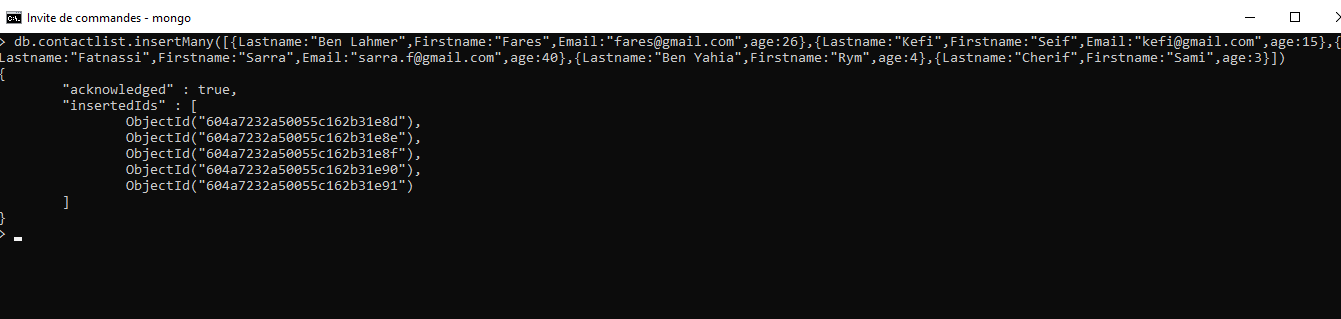 Invite de commandes - mongo
> db.contactlist.insertMany([{Lastname:"Ben Lahmer",Firstname:"Fares",Email:"fares@gmail.com",age:26},{Lastname:"Kefi",Firstname:"Seif",Email:"kefi@gmail.com",age:15},{
Lastname:"Fatnassi",Firstname:"Sarra",Email:"sarra.f@gmail.com",age:40},{Lastname:"Ben Yahia",Firstname:"Rym",age:4},{Lastname:"Cherif",Firstname:"Sami",age:3}])
{
"acknowledged" : true,
"insertedIds" : [
ObjectId("604a7232a50055c162b31e8d"),
ObjectId("604a7232a50055c162b31e8e"),
ObjectId("604a7232a50055c162b31e8f"),
ObjectId("604a7232a50055c162b31e90"),
ObjectId("604a7232a50055c162b31e91")
]
}
>